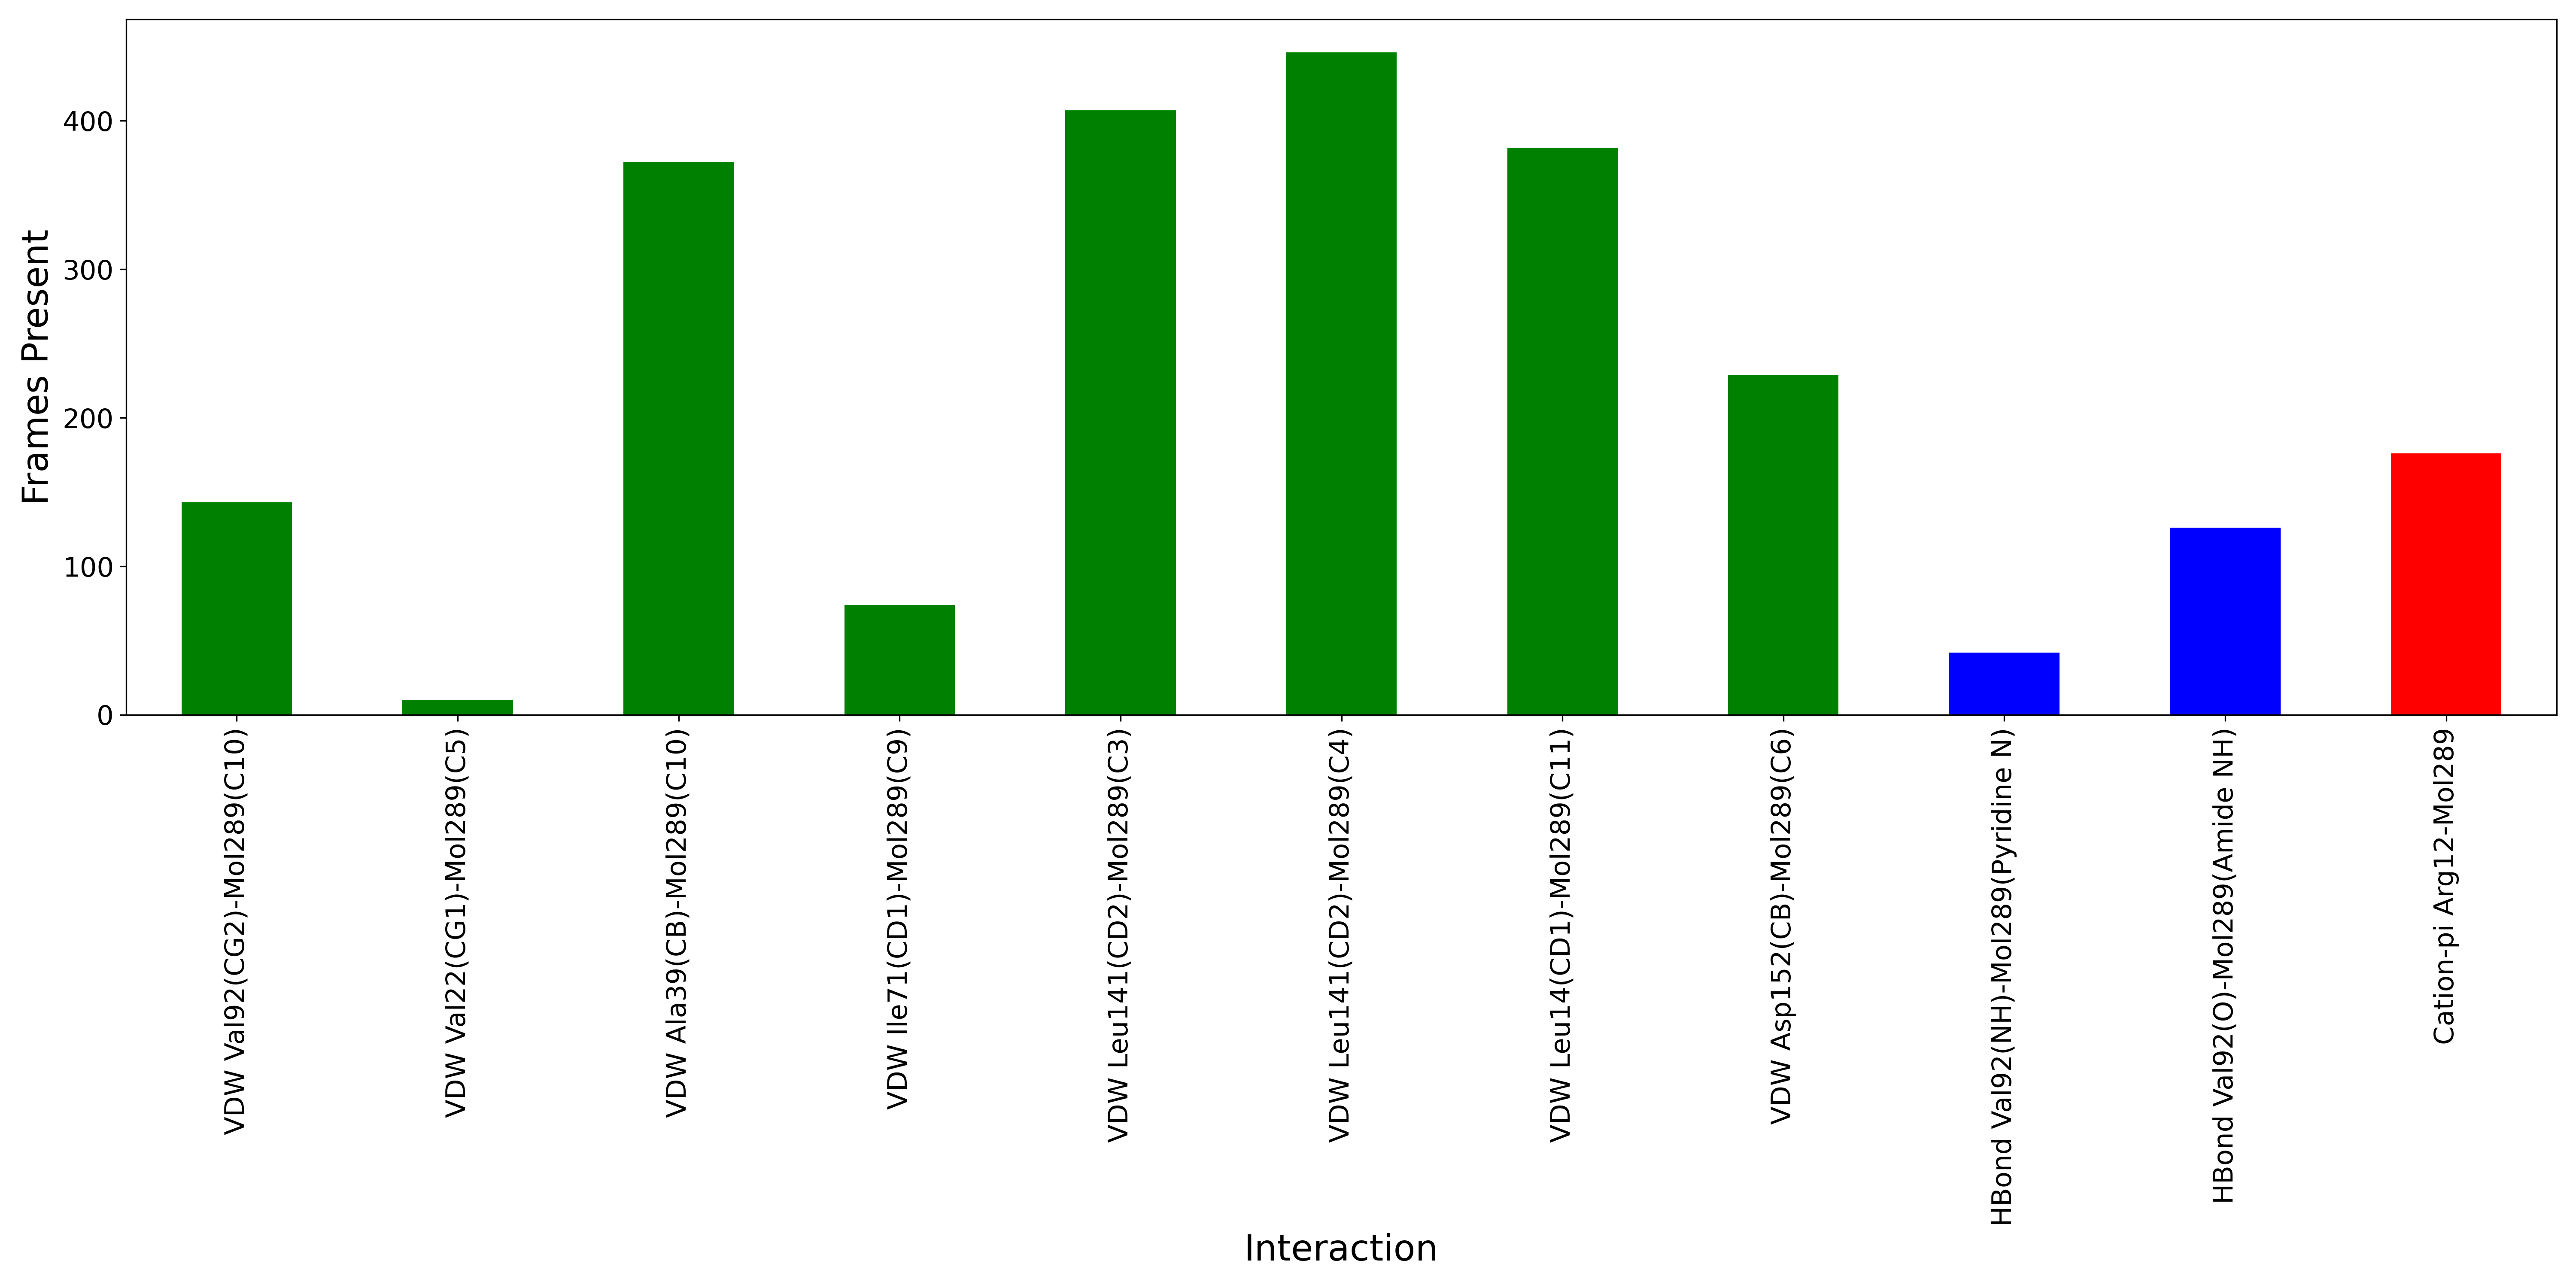 Frames Present
400
300
200
100
0
VDW Val92(CG2)-Mol289(C10)
VDW Val22(CG1)-Mol289(C5)
VDW Ala39(CB)-Mol289(C10)
VDW Ile71(CD1)-Mol289(C9)
VDW Leu141(CD2)-Mol289(C3)
VDW Leu141(CD2)-Mol289(C4)
VDW Leu14(CD1)-Mol289(C11)
VDW Asp152(CB)-Mol289(C6)
HBond Val92(NH)-Mol289(Pyridine N)
HBond Val92(O)-Mol289(Amide NH)
Cation-pi Arg12-Mol289
Interaction